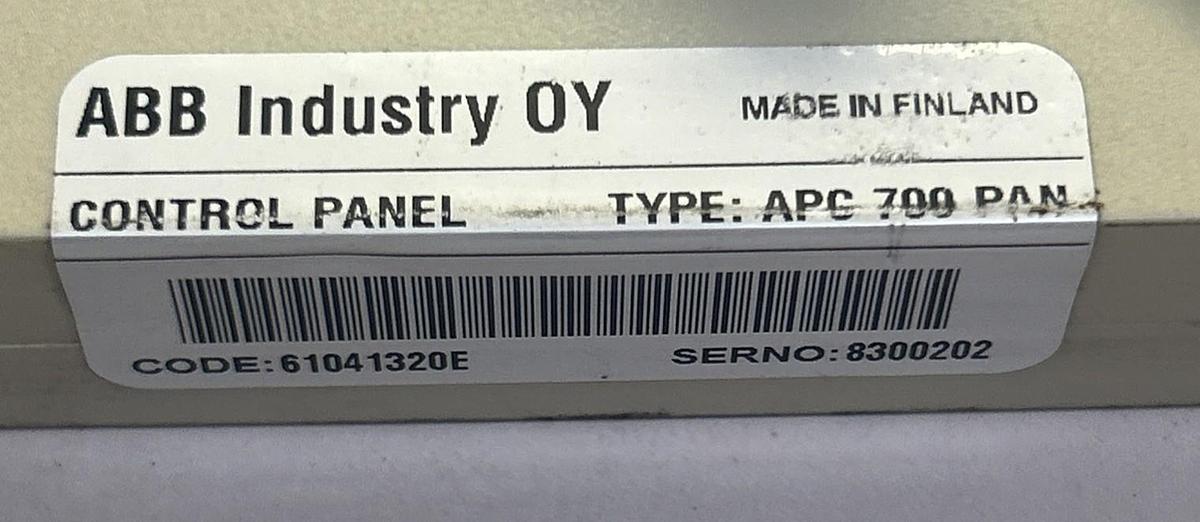 ABB Industry OY MADE IN FINLAND
CONTROL PANEL TYPE: APC 700 PAN
CODE:61041320E SERNO:8300202